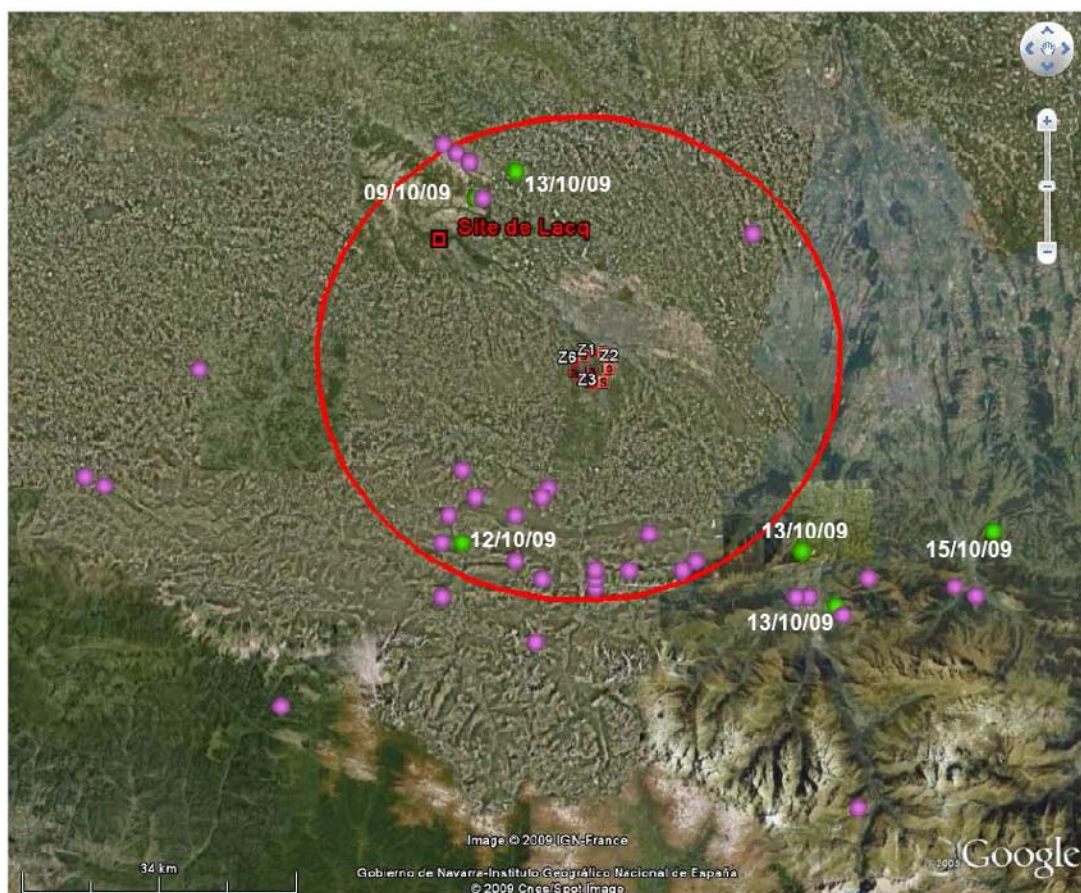 13/10/09
09/10/09
Site de Lacq
Z1
Z6 Z2
Z3
13/10/09
12/10/09
15/10/09
13/10/09
Image © 2009 IGN-France
34 km
Gobierno de Navarra-Instituto Geográfico Nacional de España
© 2009 Cnes/Spot Image
Google